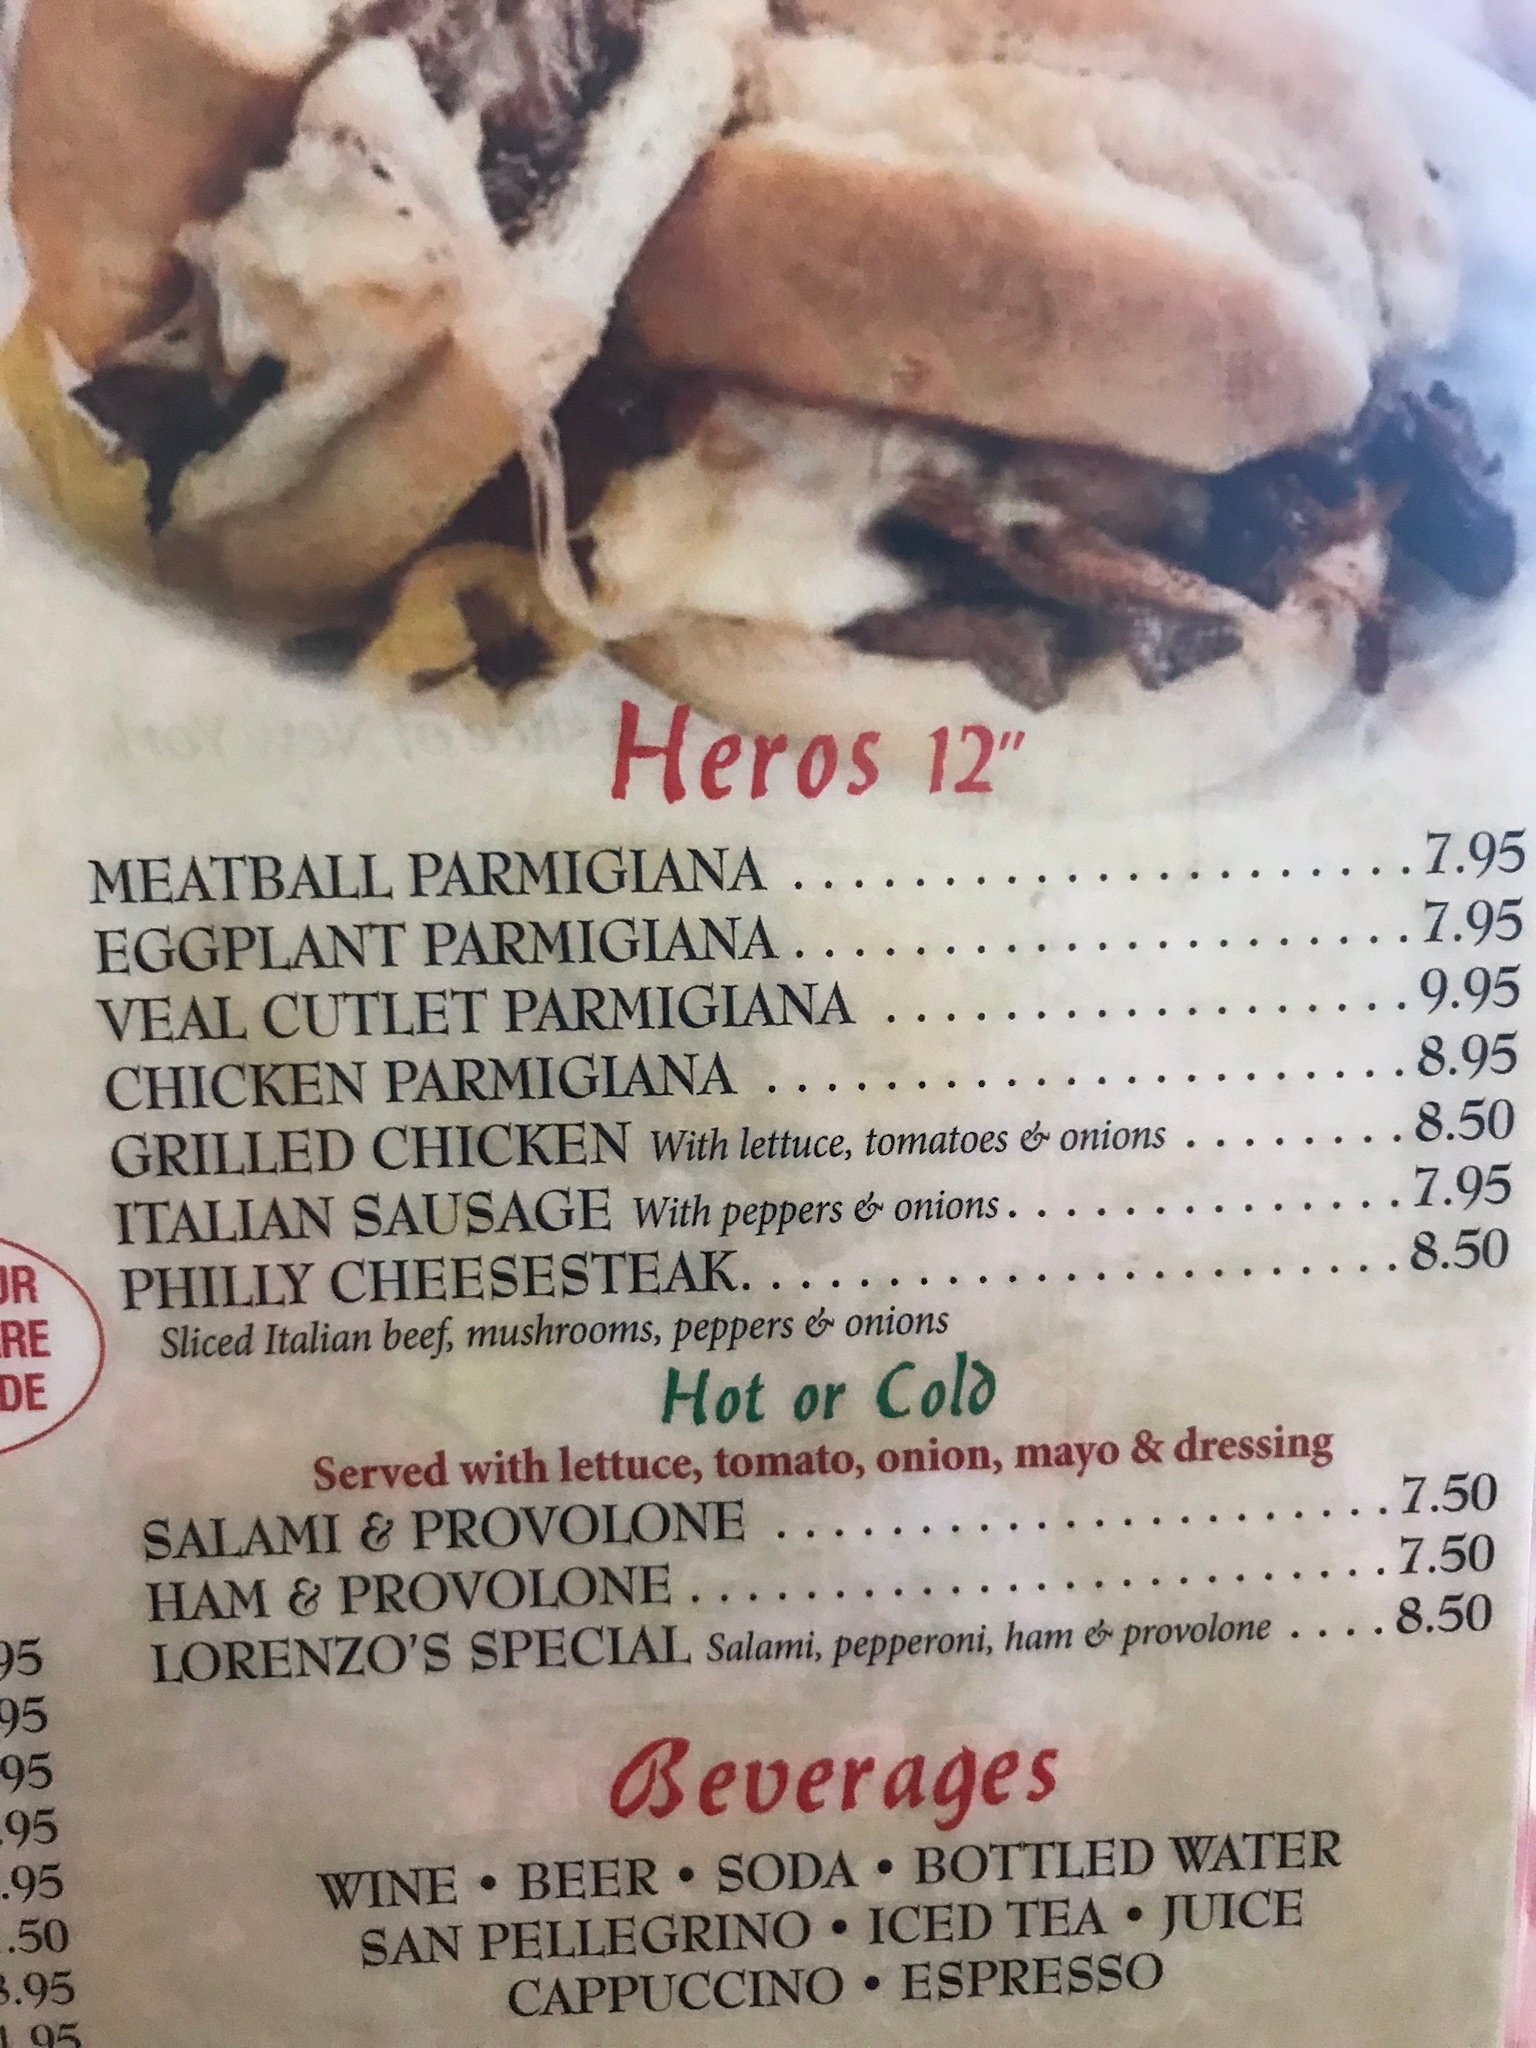 Heros 12"
MEATBALL PARMIGIANA . . . . . . . . . . . . . . . . . . . . . 7.95
EGGPLANT PARMIGIANA . . . . . . . . . . . . . . . . . . . . . 7.95
VEAL CUTLET PARMIGIANA . . . . . . . . . . . . . . . . . . 9.95
CHICKEN PARMIGIANA . . . . . . . . . . . . . . . . . . . . . . 8.95
GRILLED CHICKEN With lettuce, tomatoes & onions . . . . . . . . 8.50
ITALIAN SAUSAGE With peppers & onions . . . . . . . . . . . . . . 7.95
PHILLY CHEESESTEAK. . . . . . . . . . . . . . . . . . . . . . . 8.50
Sliced Italian beef, mushrooms, peppers & onions
Hot or Cold
Served with lettuce, tomato, onion, mayo & dressing
SALAMI & PROVOLONE . . . . . . . . . . . . . . . . . . . . . . 7.50
HAM & PROVOLONE . . . . . . . . . . . . . . . . . . . . . . . . . 7.50
LORENZO'S SPECIAL Salami, pepperoni, ham & provolone . . . . 8.50
Beverages
WINE • BEER • SODA • BOTTLED WATER
SAN PELLEGRINO • ICED TEA • JUICE
CAPPUCCINO • ESPRESSO